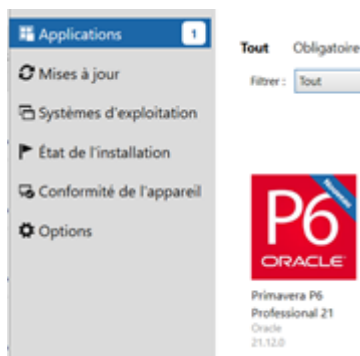 Applications 1
Mises à jour
Systèmes d'exploitation
État de l'installation
Conformité de l'appareil
Options
Tout Obligatoire
Filtrer : Tout
Nouveau
P6
ORACLE
Primavera P6
Professional 21
Oracle
21.12.0